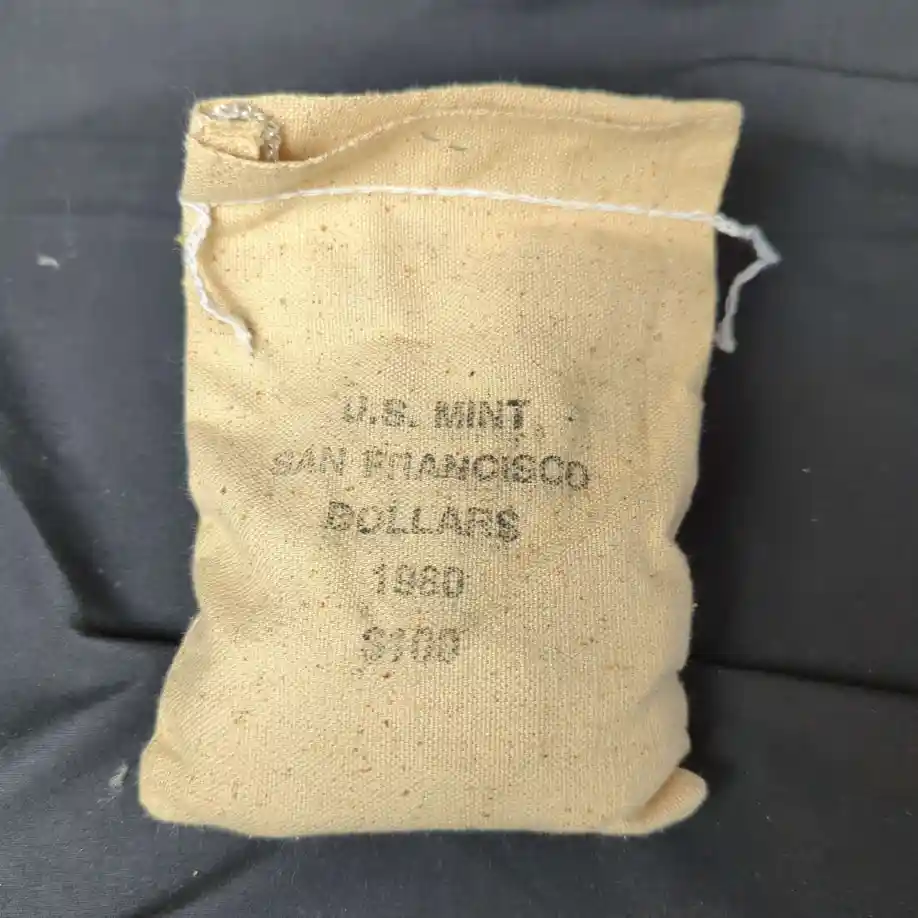 U.S. MINT
SAN FRANCISCO
DOLLARS
1980
$100